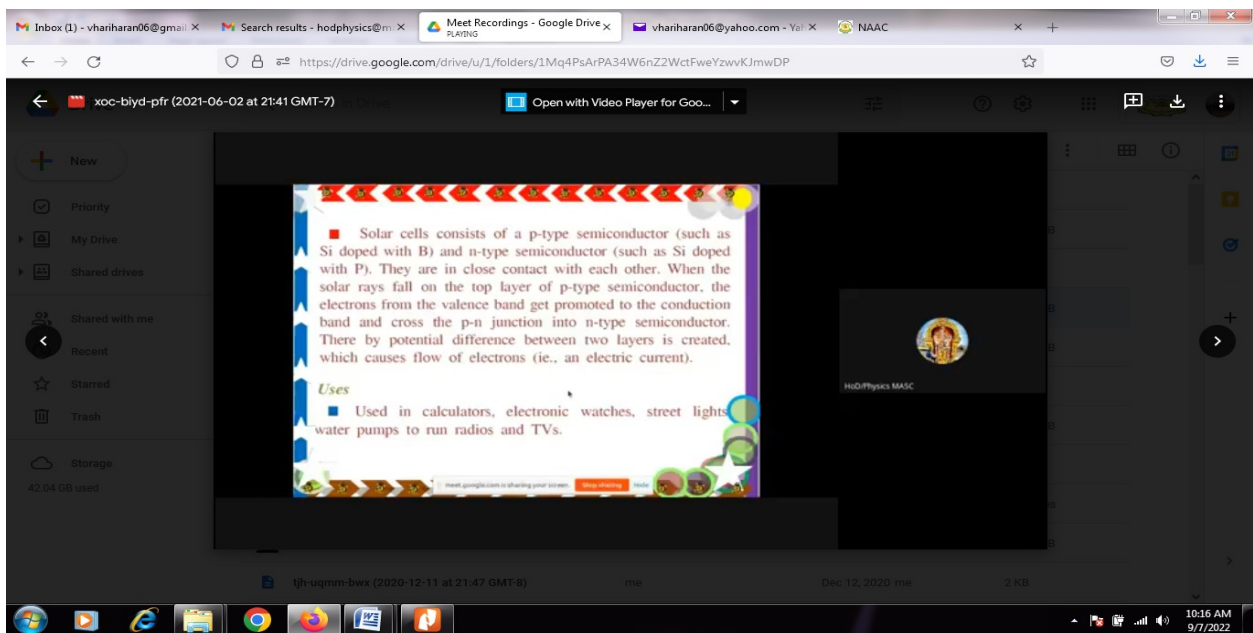 Inbox (1) - vhariharan06@gmail
Search results - hodphysics@m
Meet Recordings - Google Drive
PLAYING
vhariharan06@yahoo.com - Yah
NAAC
https://drive.google.com/drive/u/1/folders/1Mq4PsArPA34W6nZ2WctFweYzwvKJmwDP
xoc-biyd-pfr (2021-06-02 at 21:41 GMT-7)
Open with Video Player for Goo...
New
Priority
My Drive
Shared drives
Shared with me
Recent
Starred
Trash
Storage
42.04 GB used
Solar cells consists of a p-type semiconductor (such as
Si doped with B) and n-type semiconductor (such as Si doped
with P). They are in close contact with each other. When the
solar rays fall on the top layer of p-type semiconductor, the
electrons from the valence band get promoted to the conduction
band and cross the p-n junction into n-type semiconductor.
There by potential difference between two layers is created,
which causes flow of electrons (ie., an electric current).
Uses
Used in calculators, electronic watches, street lights
water pumps to run radios and TVs.
meet.google.com is sharing your screen. Stop sharing Hide
HoD/Physics MASC
tjh-uqmm-bwx (2020-12-11 at 21:47 GMT-8) me Dec 12, 2020 me 2 KB
10:16 AM
9/7/2022